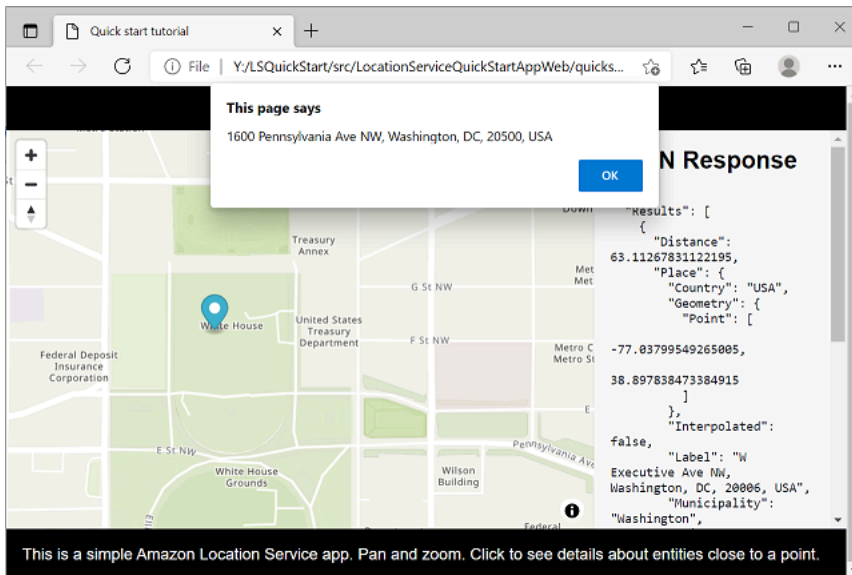 Quick start tutorial
File
Y:/LSQuickStart/src/LocationServiceQuickStartAppWeb/quicks...
This page says
1600 Pennsylvania Ave NW, Washington, DC, 20500, USA
OK
Treasury
Annex
G St NW
Met
Met
White House
United States
Treasury
Department
F St NW
Metro C
Metro St
Federal Deposit
Insurance
Corporation
E
E St NW
Pennsylvania Ave
White House
Grounds
Wilson
Building
Ell
Federal
N Response
"Results": [
{
"Distance":
63.11267831122195,
"Place": {
"Country": "USA",
"Geometry": {
"Point": [
-77.03799549265005,
38.897838473384915
]
},
"Interpolated":
false,
"Label": "W
Executive Ave NW,
Washington, DC, 20006, USA",
"Municipality":
"Washington",
This is a simple Amazon Location Service app. Pan and zoom. Click to see details about entities close to a point.